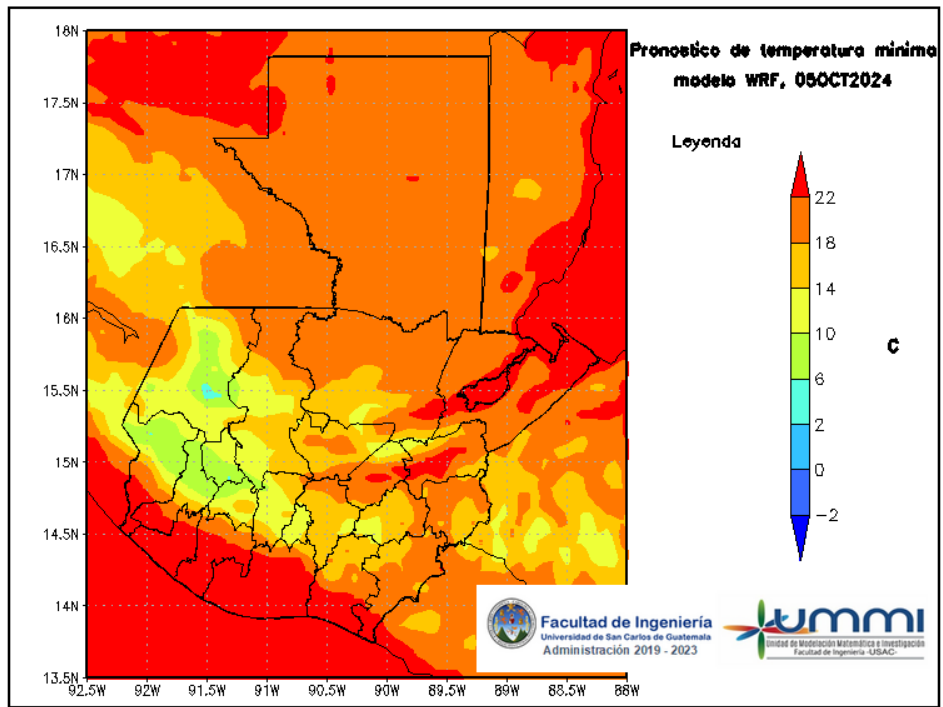 Pronostico de temperatura minima
modelo WRF, 05OCT2024
Leyenda
22
18
14
10
6
2
0
−2
C
18N
17.5N
17N
16.5N
16N
15.5N
15N
14.5N
14N
13.5N
92.5W 92W 91.5W 91W 90.5W 90W 89.5W 89W 88.5W 88W
Facultad de Ingeniería
Universidad de San Carlos de Guatemala
Administración 2019 - 2023
UMMI
Unidad de Modelación Matemática e Investigación
Facultad de Ingeniería -USAC-